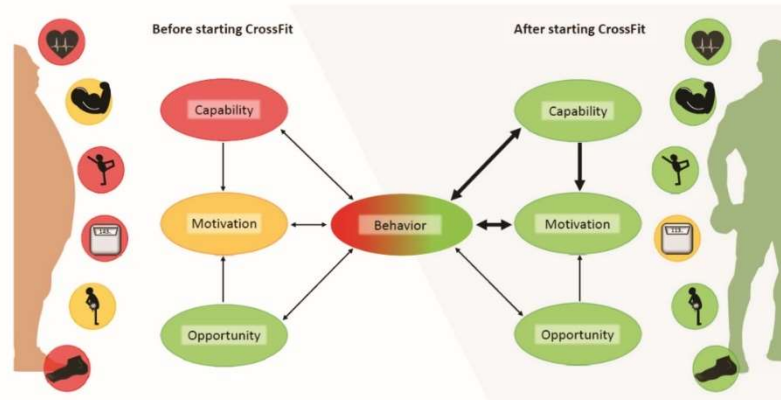 Before starting CrossFit
After starting CrossFit
Capability
Capability
Motivation
Behavior
Motivation
Opportunity
Opportunity